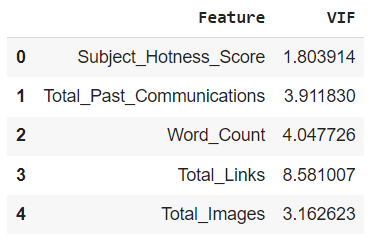 Feature VIF
0 Subject_Hotness_Score 1.803914
1 Total_Past_Communications 3.911830
2 Word_Count 4.047726
3 Total_Links 8.581007
4 Total_Images 3.162623